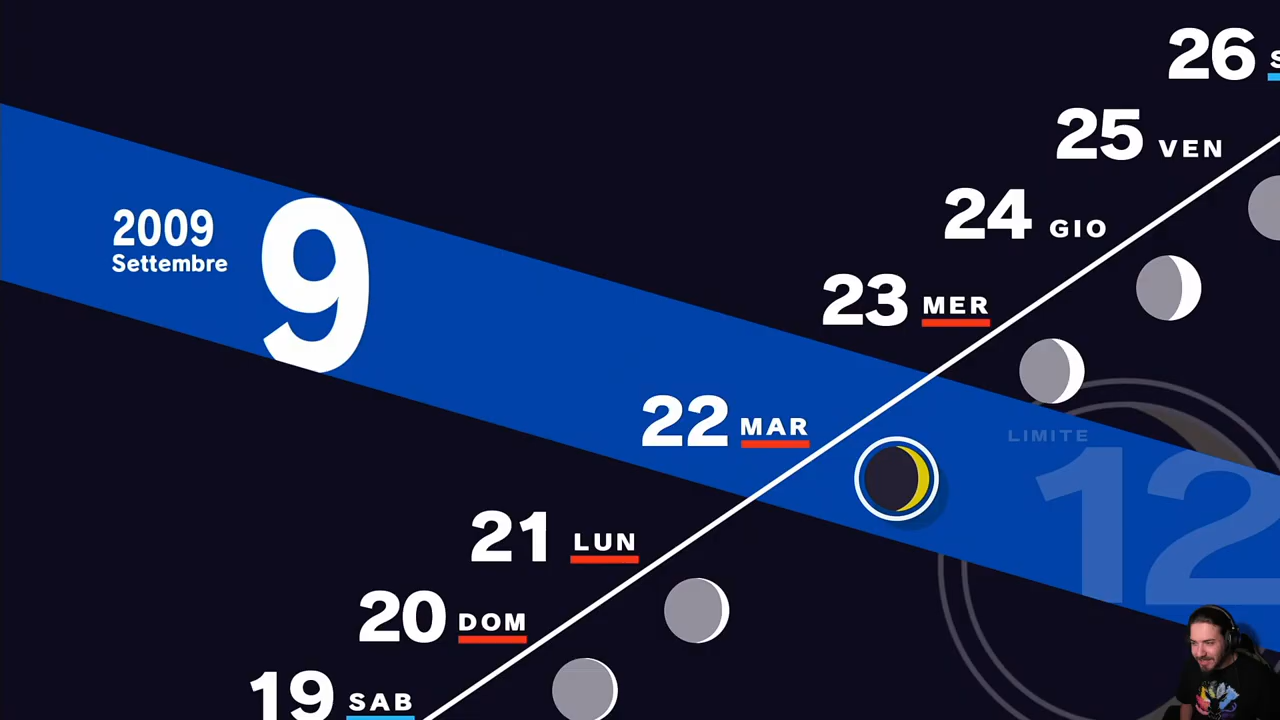 26
25 VEN
24 GIO
2009
Settembre
9
23 MER
22 MAR
LIMITE
12
21 LUN
20 DOM
19 SAB